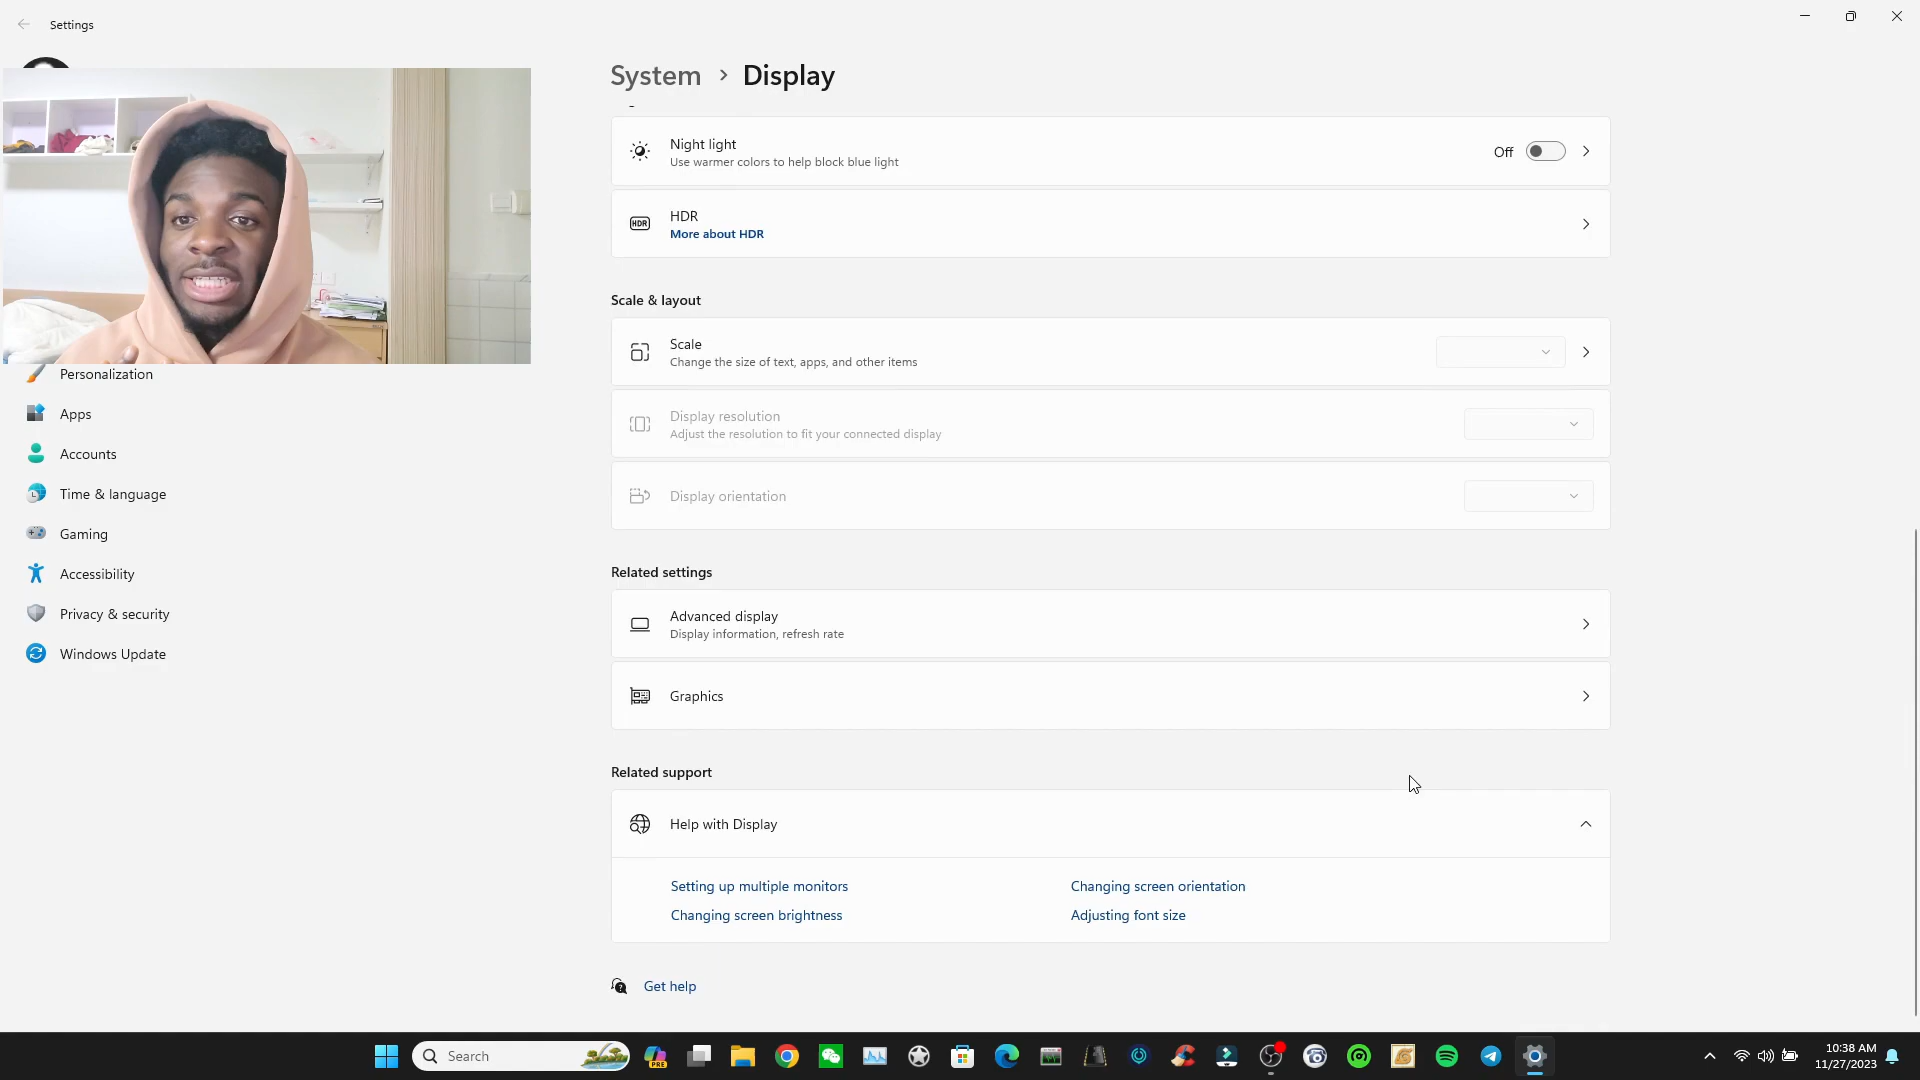 Settings
System > Display
Night light
Use warmer colors to help block blue light
Off
HDR
HDR
More about HDR
Scale & layout
Scale
Change the size of text, apps, and other items
Display resolution
Adjust the resolution to fit your connected display
Display orientation
Related settings
Advanced display
Display information, refresh rate
Graphics
Related support
Help with Display
Setting up multiple monitors
Changing screen orientation
Changing screen brightness
Adjusting font size
Get help
Personalization
Apps
Accounts
Time & language
Gaming
Accessibility
Privacy & security
Windows Update
Search
PRE
10:38 AM
11/27/2023